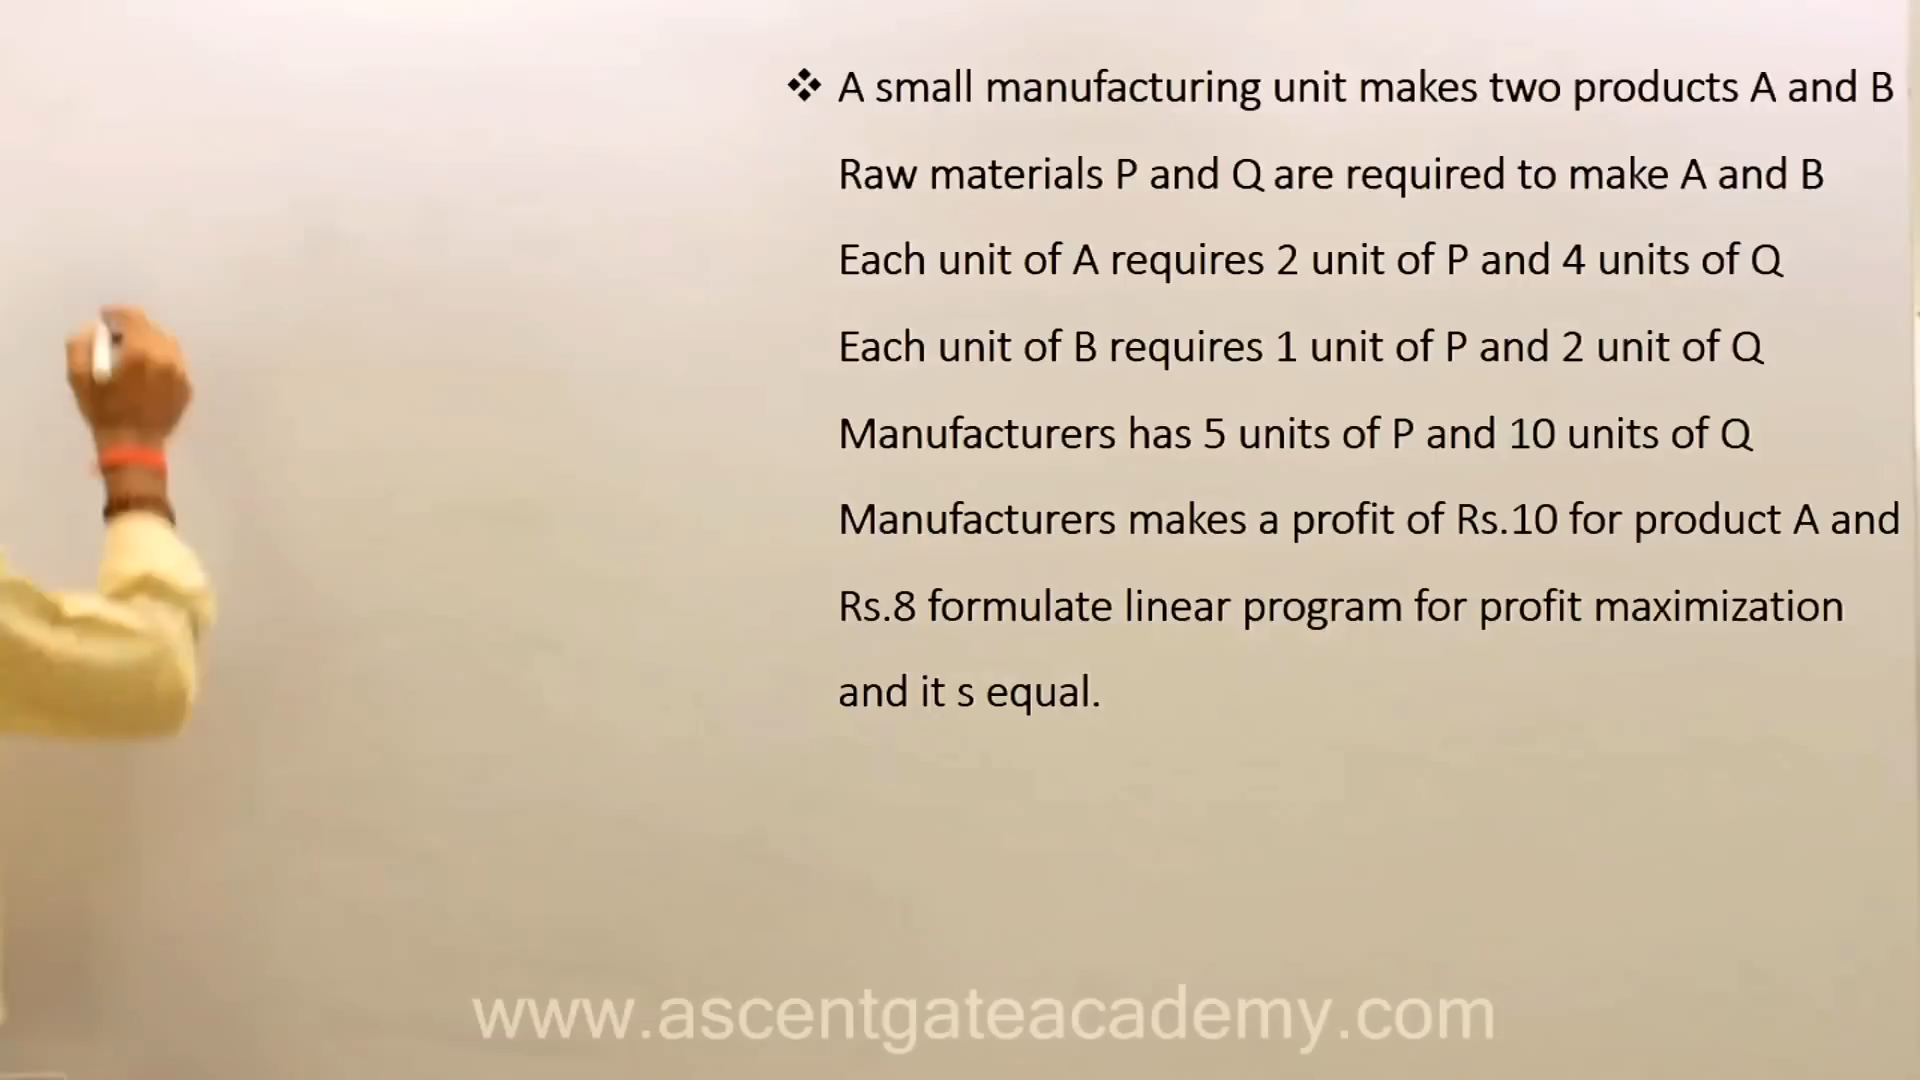 ❖ A small manufacturing unit makes two products A and B
Raw materials P and Q are required to make A and B
Each unit of A requires 2 unit of P and 4 units of Q
Each unit of B requires 1 unit of P and 2 unit of Q
Manufacturers has 5 units of P and 10 units of Q
Manufacturers makes a profit of Rs.10 for product A and
Rs.8 formulate linear program for profit maximization
and it s equal.
www.ascentgateacademy.com